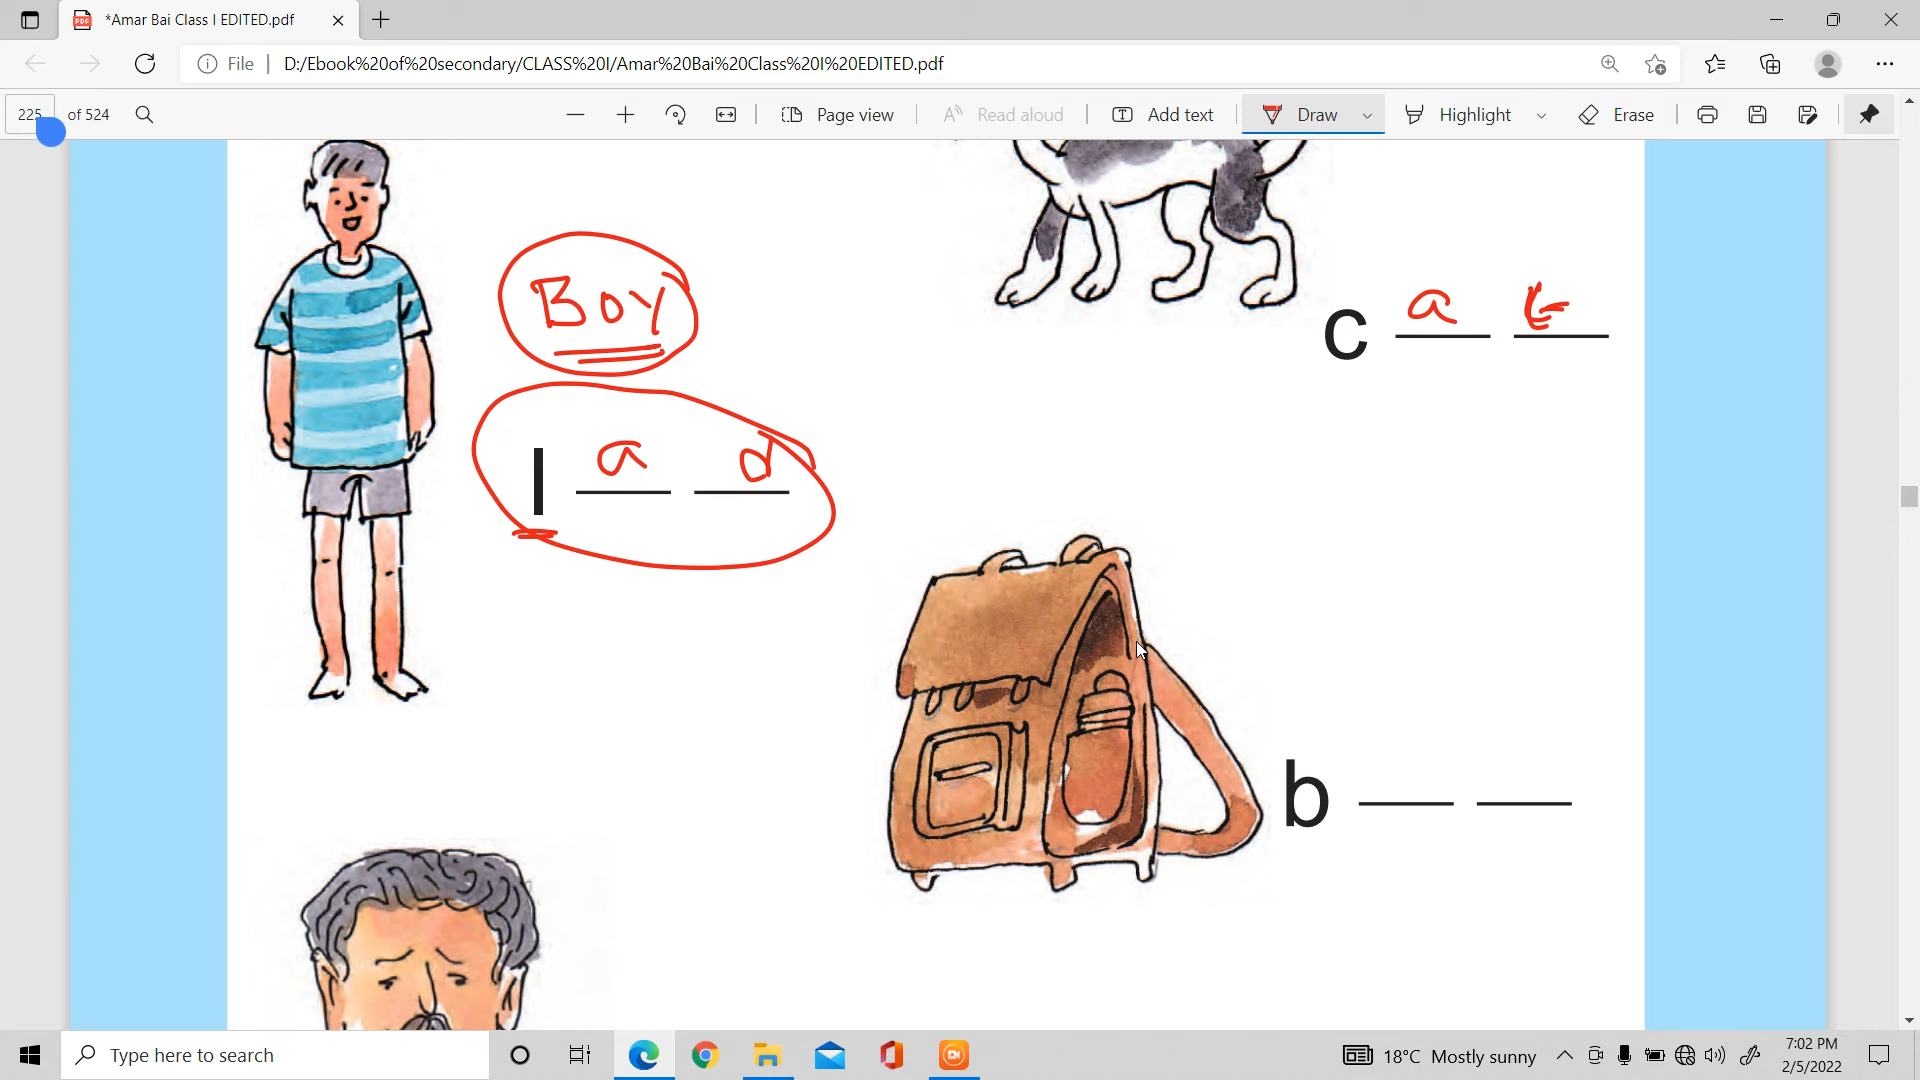 *Amar Bai Class I EDITED.pdf
File D:/Ebook%20of%20secondary/CLASS%20I/Amar%20Bai%20Class%20I%20EDITED.pdf
225 of 524 Page view Read aloud Add text Draw Highlight Erase
Boy
c a t
l a d
b
Type here to search
18°C Mostly sunny
7:02 PM
2/5/2022